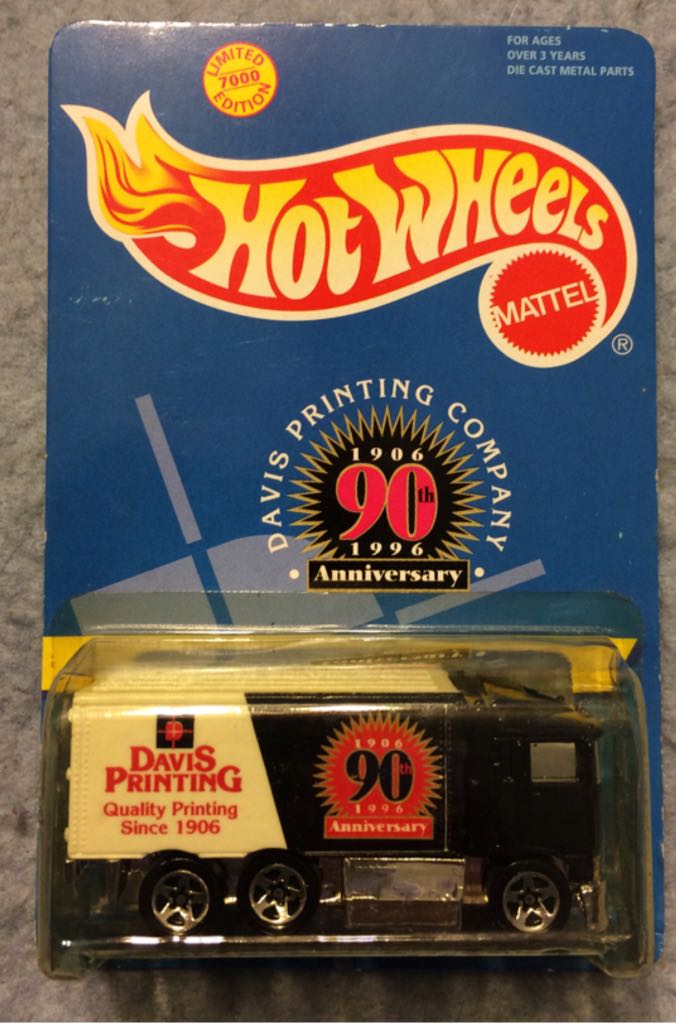 LIMITED
7000
EDITION
FOR AGES
OVER 3 YEARS
DIE CAST METAL PARTS
HOT WHEELS
MATTEL
®
DAVIS PRINTING COMPANY
1906
90th
1996
• Anniversary •
DAVIS
PRINTING
Quality Printing
Since 1906
1906
90th
1996
Anniversary